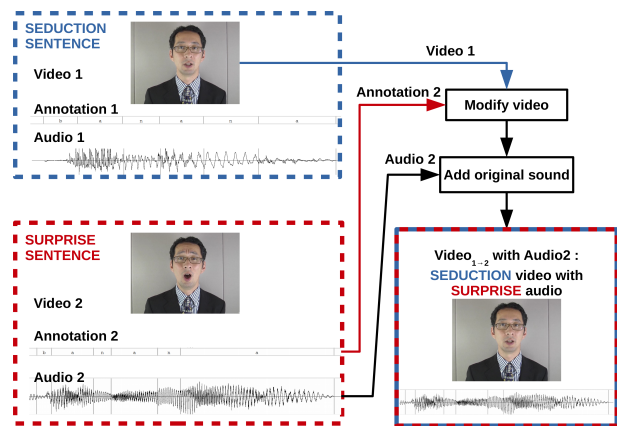 SEDUCTION
SENTENCE
Video 1
Annotation 1
b a n a n a
Audio 1
SURPRISE
SENTENCE
Video 2
Annotation 2
b a n a n a
Audio 2
Video 1
Annotation 2
Modify video
Audio 2
Add original sound
Video1→2 with Audio2 :
SEDUCTION video with
SURPRISE audio